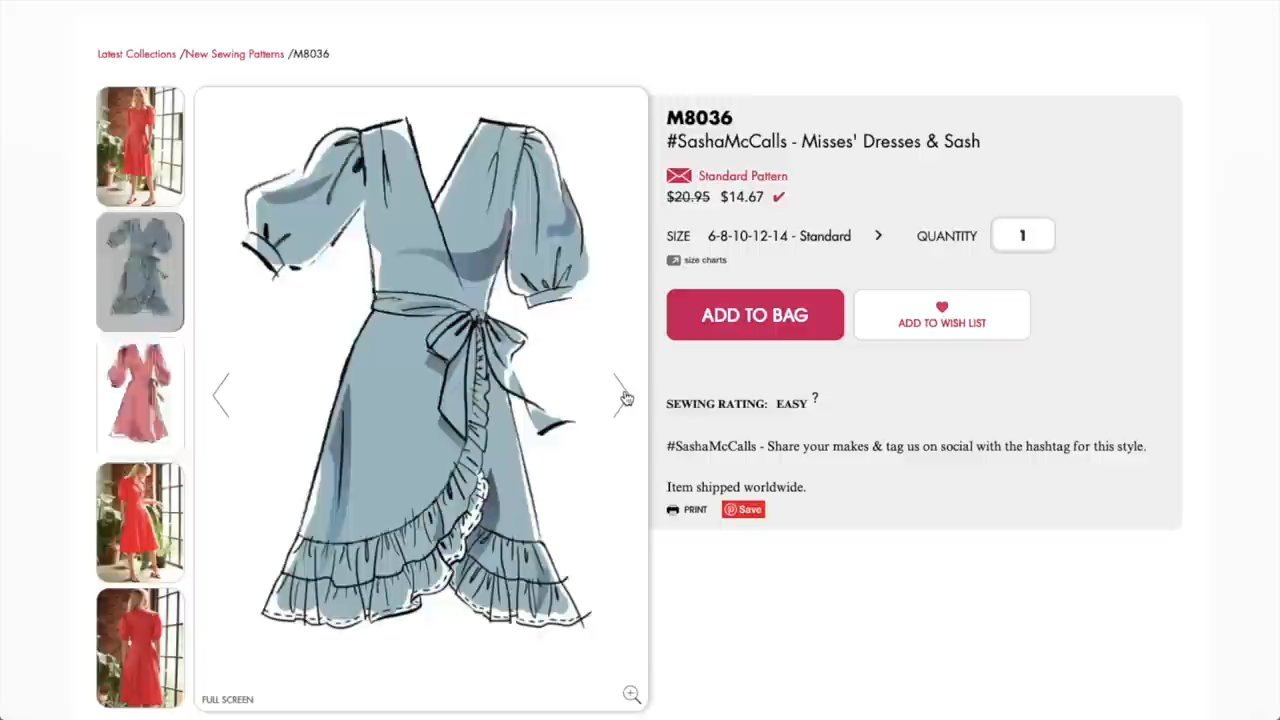 Latest Collections /New Sewing Patterns /M8036
M8036
#SashaMcCalls - Misses' Dresses & Sash
Standard Pattern
$20.95 $14.67 ✔
SIZE 6-8-10-12-14 - Standard > QUANTITY 1
size charts
ADD TO BAG
ADD TO WISH LIST
SEWING RATING: EASY ?
#SashaMcCalls - Share your makes & tag us on social with the hashtag for this style.
Item shipped worldwide.
PRINT Save
FULL SCREEN